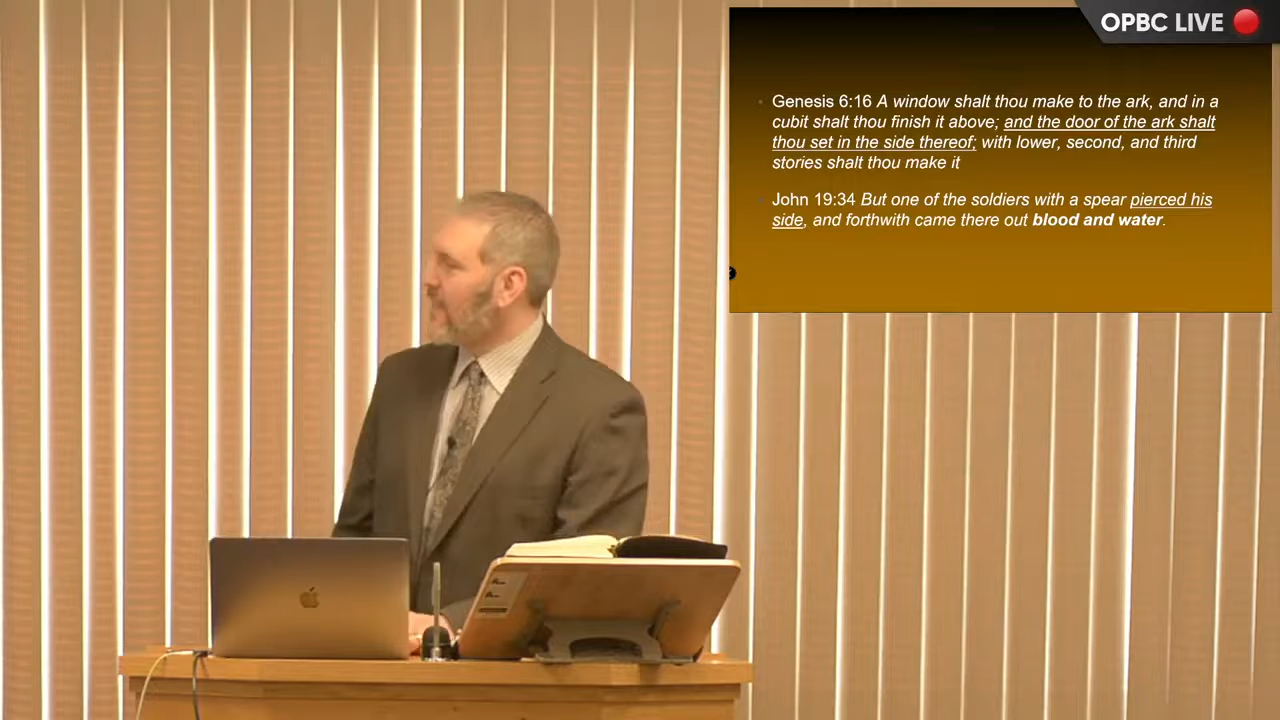 OPBC LIVE
Genesis 6:16 A window shalt thou make to the ark, and in a
cubit shalt thou finish it above; and the door of the ark shalt
thou set in the side thereof; with lower, second, and third
stories shalt thou make it
John 19:34 But one of the soldiers with a spear pierced his
side, and forthwith came there out blood and water.